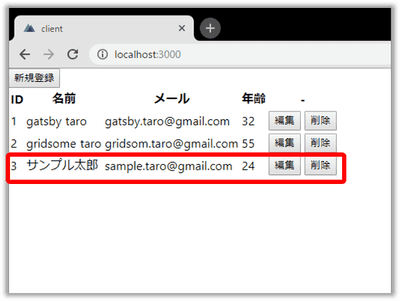 client
localhost:3000
新規登録
ID 名前 メール 年齢 -
1 gatsby taro gatsby.taro@gmail.com 32 編集 削除
2 gridsome taro gridsom.taro@gmail.com 55 編集 削除
3 サンプル太郎 sample.taro@gmail.com 24 編集 削除